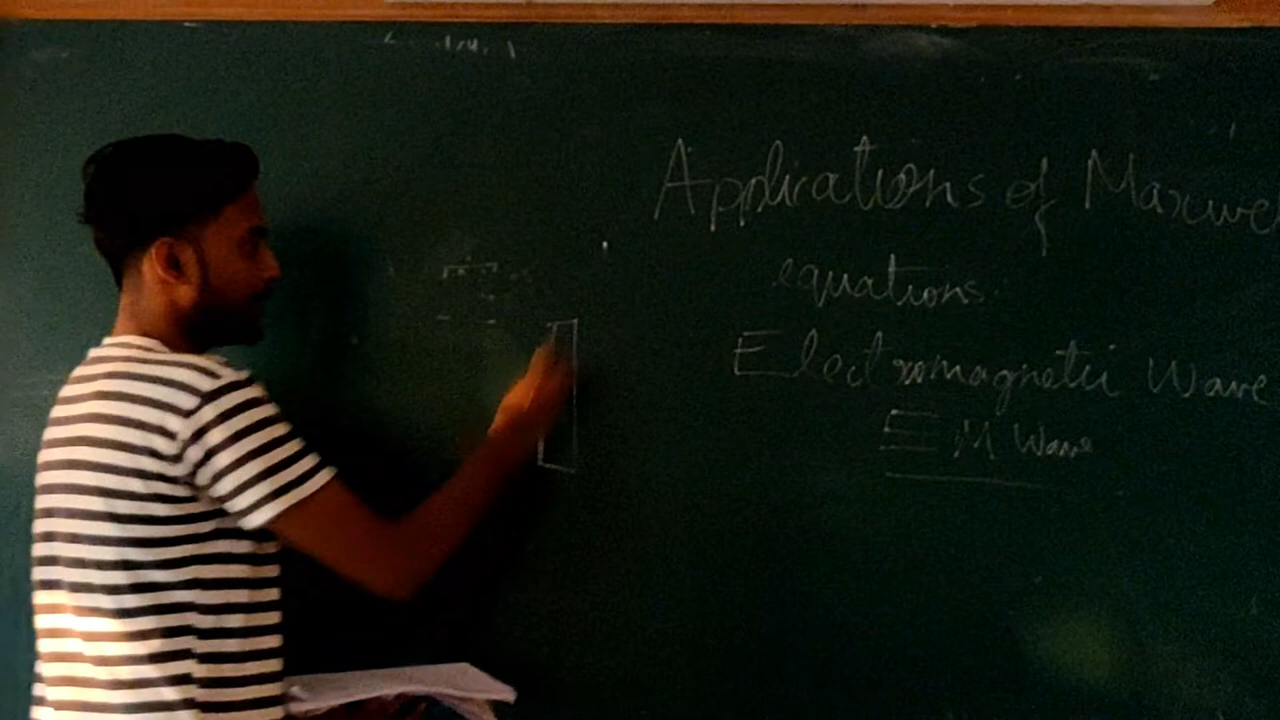 Applications of Maxwe
equations.
Electromagnetic Wave
EM Wave